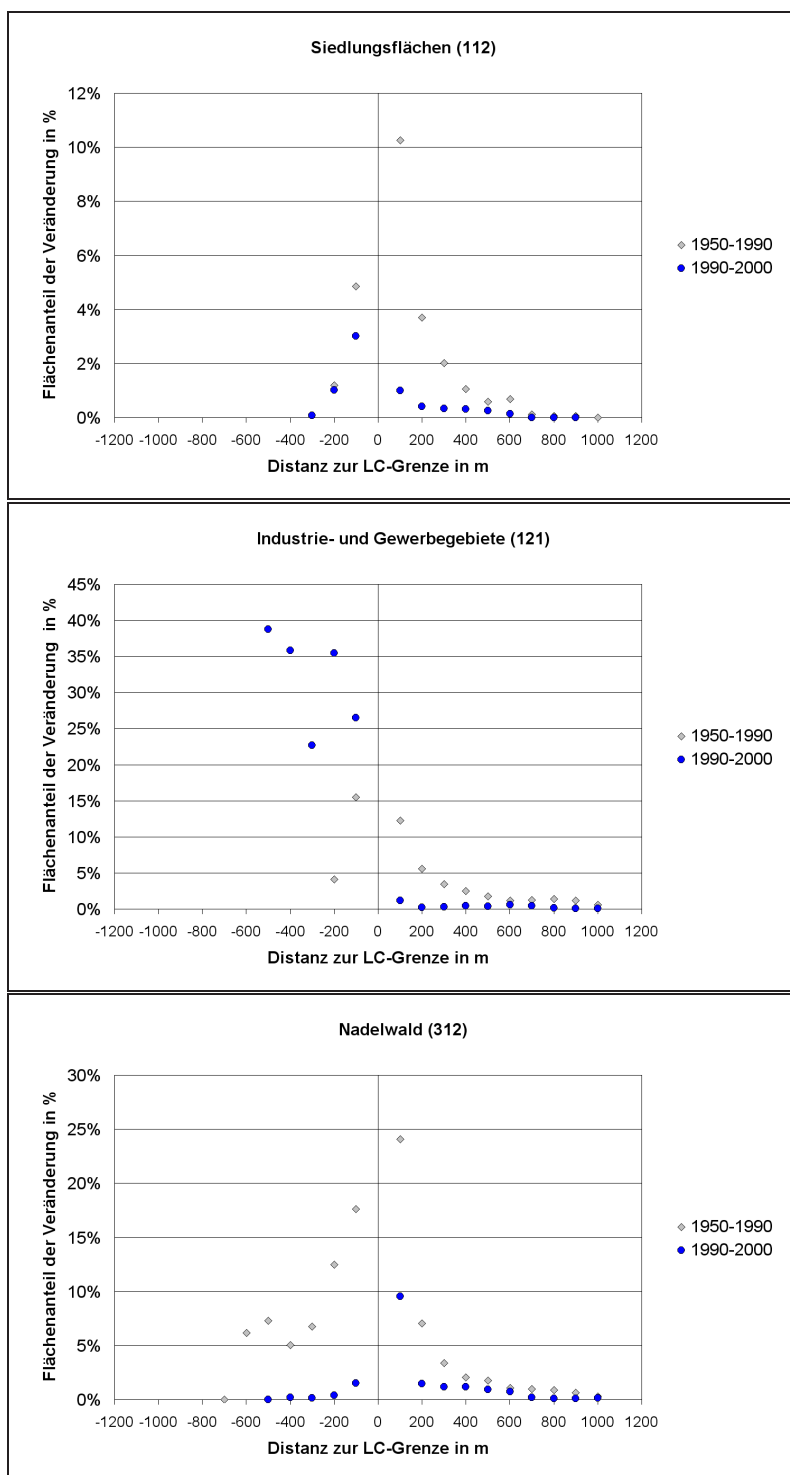 Siedlungsflächen (112)
Flächenanteil der Veränderung in %
12%
10%
8%
6%
4%
2%
0%
-1200 -1000 -800 -600 -400 -200 0 200 400 600 800 1000 1200
Distanz zur LC-Grenze in m
1950-1990
1990-2000
Industrie- und Gewerbegebiete (121)
Flächenanteil der Veränderung in %
45%
40%
35%
30%
25%
20%
15%
10%
5%
0%
-1200 -1000 -800 -600 -400 -200 0 200 400 600 800 1000 1200
Distanz zur LC-Grenze in m
1950-1990
1990-2000
Nadelwald (312)
Flächenanteil der Veränderung in %
30%
25%
20%
15%
10%
5%
0%
-1200 -1000 -800 -600 -400 -200 0 200 400 600 800 1000 1200
Distanz zur LC-Grenze in m
1950-1990
1990-2000